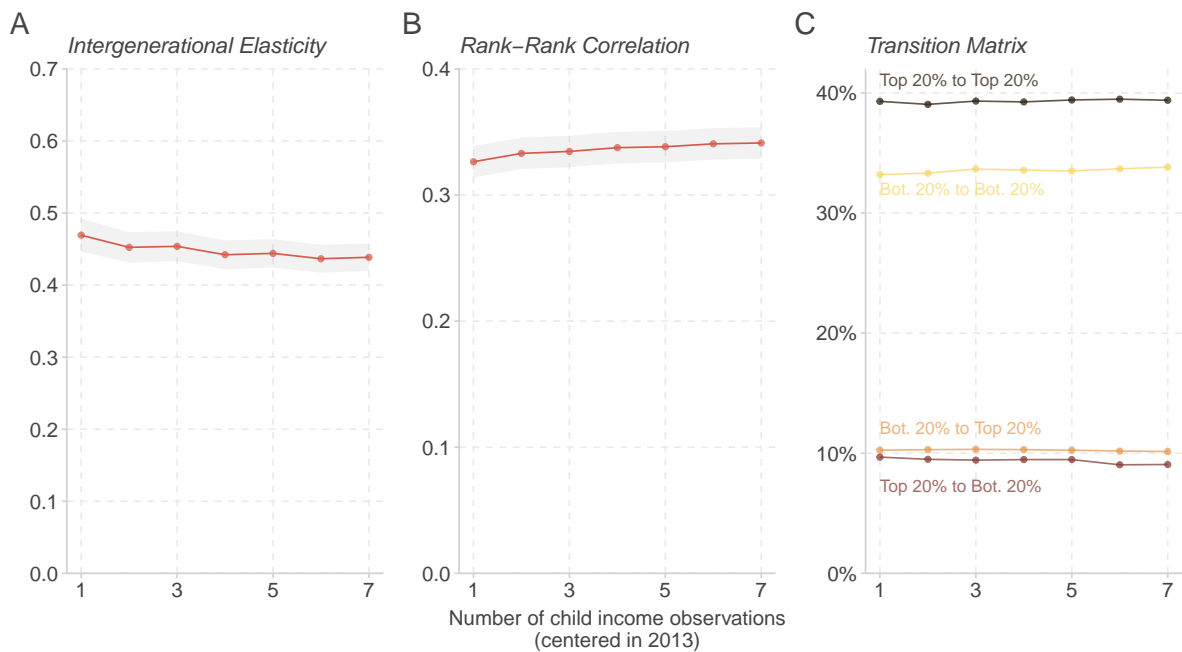 A
Intergenerational Elasticity
0.7
0.6
0.5
0.4
0.3
0.2
0.1
0.0
1 3 5 7
B
Rank−Rank Correlation
0.4
0.3
0.2
0.1
0.0
1 3 5 7
Number of child income observations
(centered in 2013)
C
Transition Matrix
40%
30%
20%
10%
0%
Top 20% to Top 20%
Bot. 20% to Bot. 20%
Bot. 20% to Top 20%
Top 20% to Bot. 20%
1 3 5 7